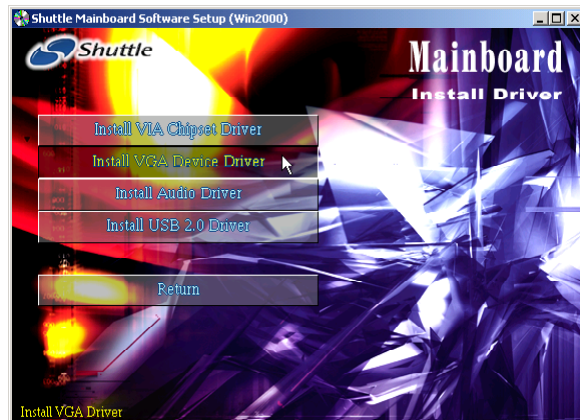 Shuttle Mainboard Software Setup (Win2000)
Shuttle
Mainboard
Install Driver
Install VIA Chipset Driver
Install VGA Device Driver
Install Audio Driver
Install USB 2.0 Driver
Return
Install VGA Driver